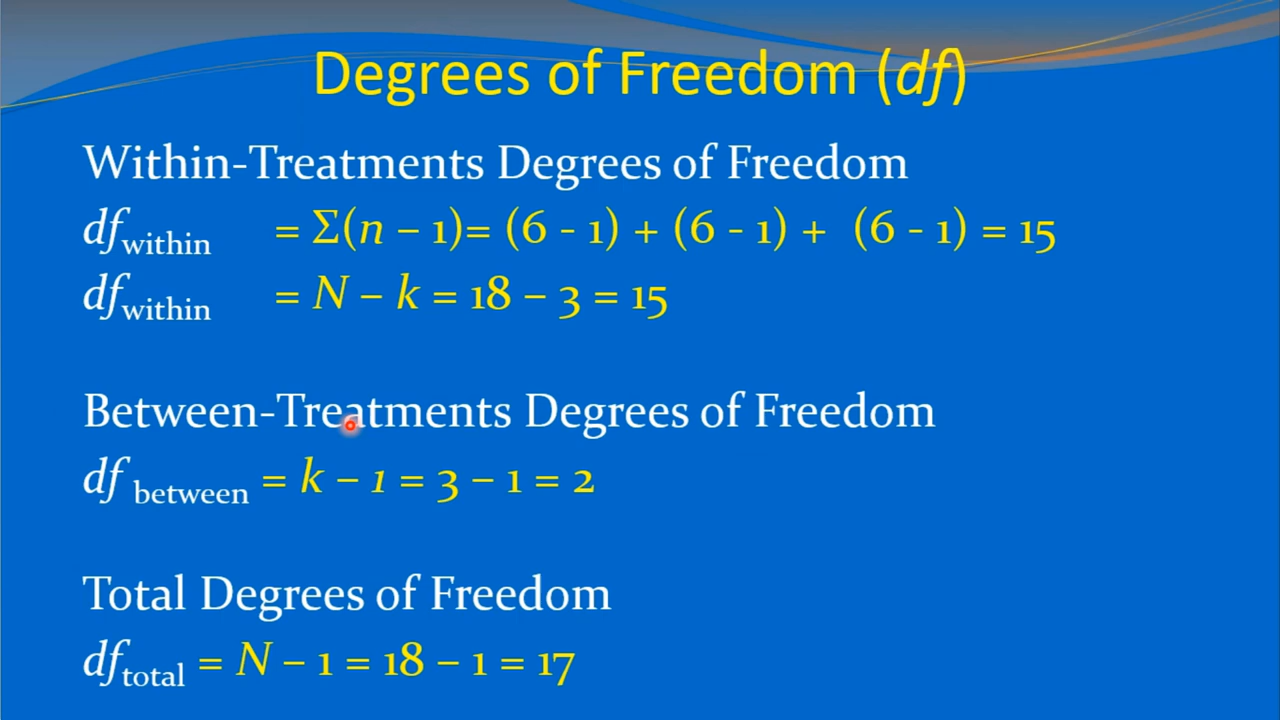 Degrees of Freedom (df)
Within-Treatments Degrees of Freedom
df within = Σ(n – 1)= (6 - 1) + (6 - 1) + (6 - 1) = 15
df within = N – k = 18 – 3 = 15
Between-Treatments Degrees of Freedom
df between = k – 1 = 3 – 1 = 2
Total Degrees of Freedom
df total = N – 1 = 18 – 1 = 17